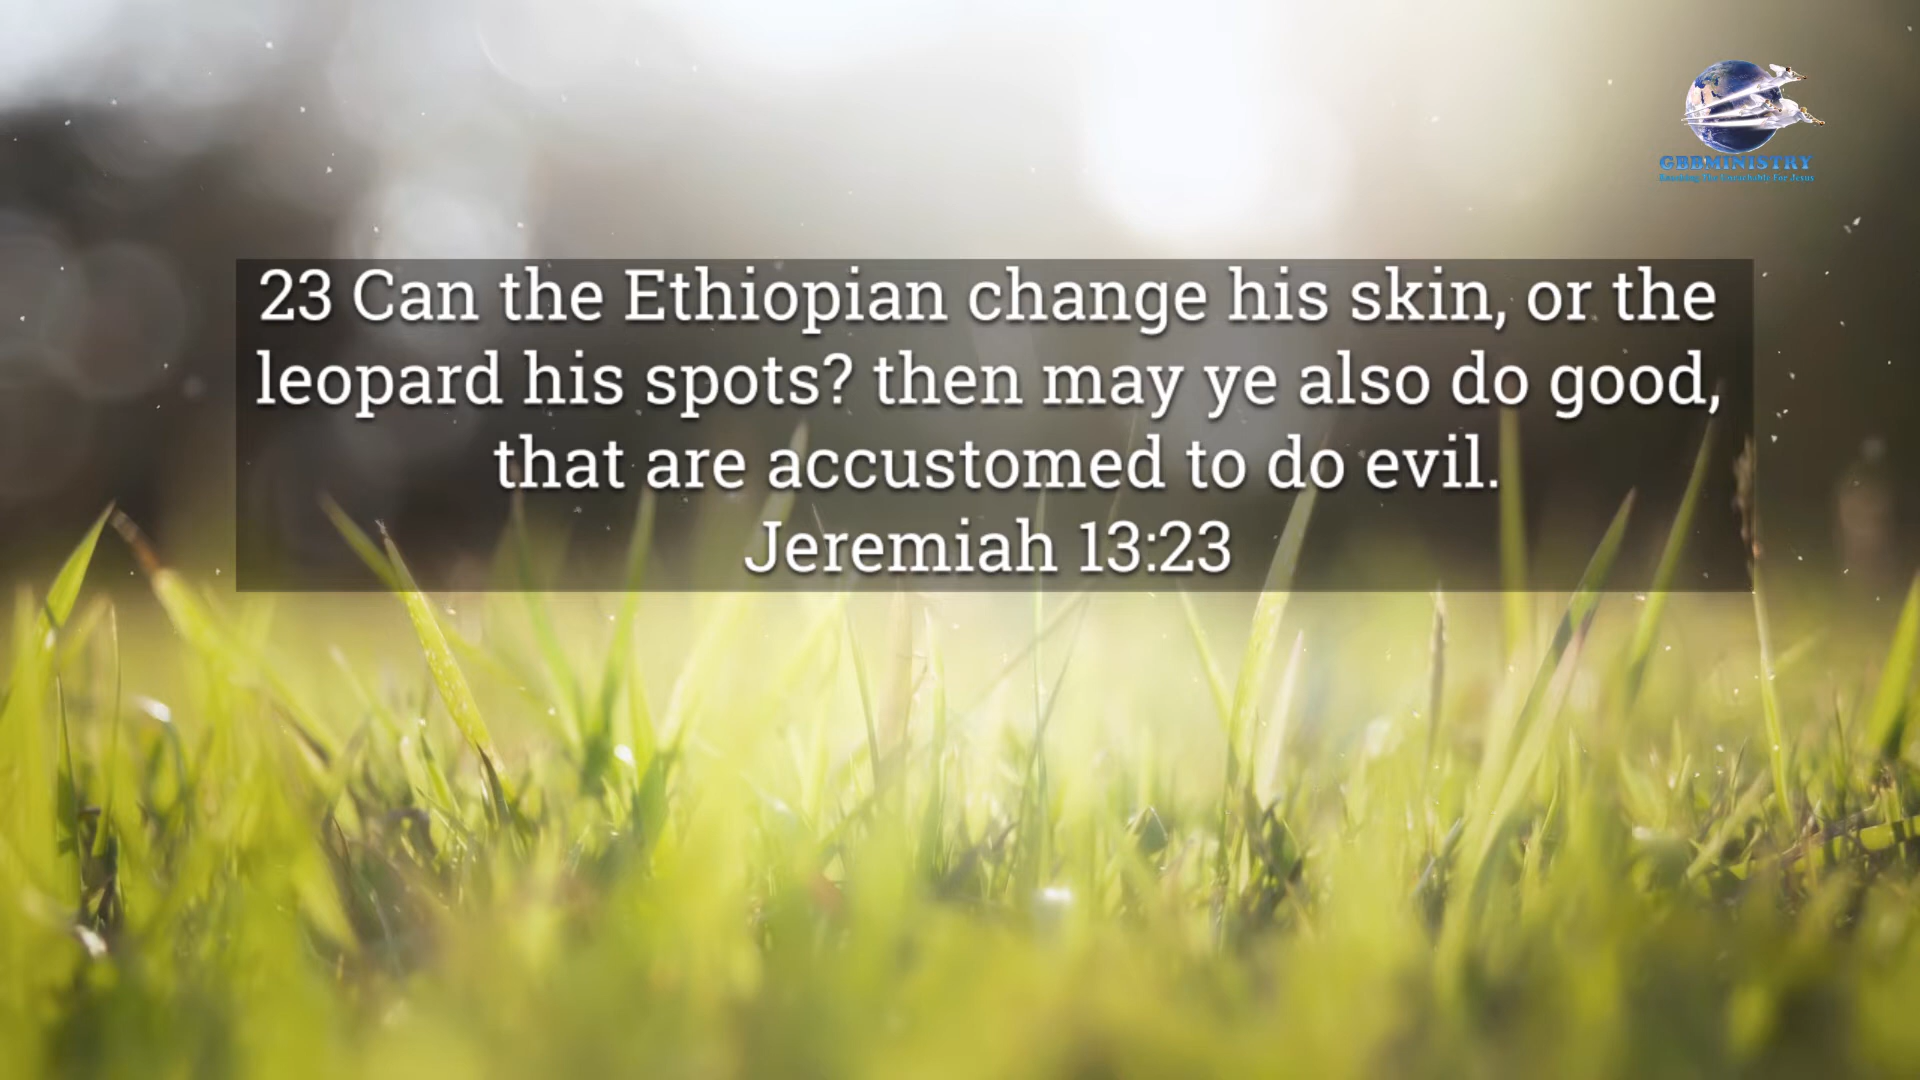 GBBMINISTRY
23 Can the Ethiopian change his skin, or the
leopard his spots? then may ye also do good,
that are accustomed to do evil.
Jeremiah 13:23